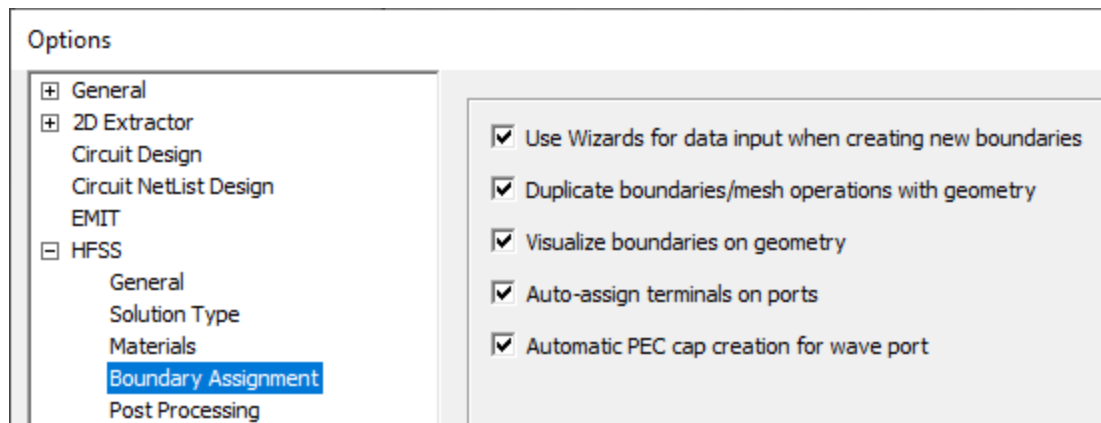 Options
General
2D Extractor
Circuit Design
Circuit NetList Design
EMIT
HFSS
General
Solution Type
Materials
Boundary Assignment
Post Processing
Use Wizards for data input when creating new boundaries
Duplicate boundaries/mesh operations with geometry
Visualize boundaries on geometry
Auto-assign terminals on ports
Automatic PEC cap creation for wave port